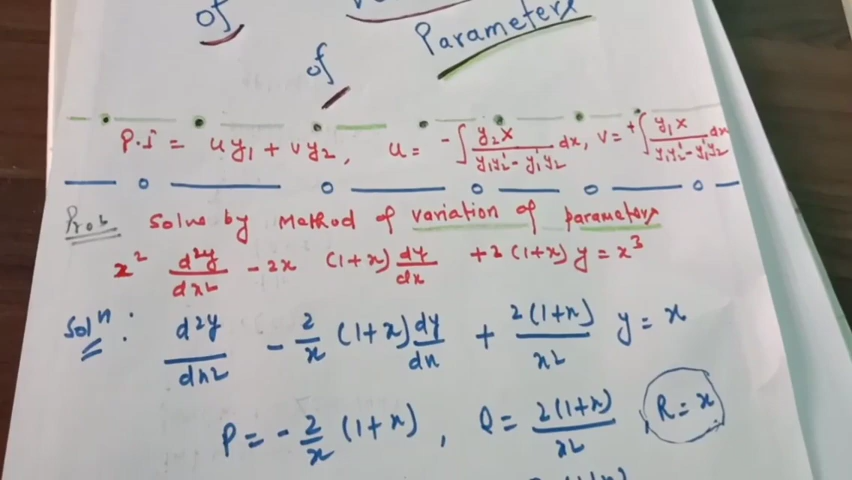 of
of Parameters
P.I = uy₁ + vy₂, u = -∫ y₂X / (y₁y₂' - y₁'y₂) dx, v = +∫ y₁X / (y₁y₂' - y₁'y₂) dx
Prob Solve by Method of variation of parameters
x² d²y/dx² - 2x (1+x) dy/dx + 2(1+x) y = x³
Solⁿ: d²y/dx² - 2/x (1+x) dy/dx + 2(1+x)/x² y = x
P = - 2/x (1+x), Q = 2(1+x)/x², R = x